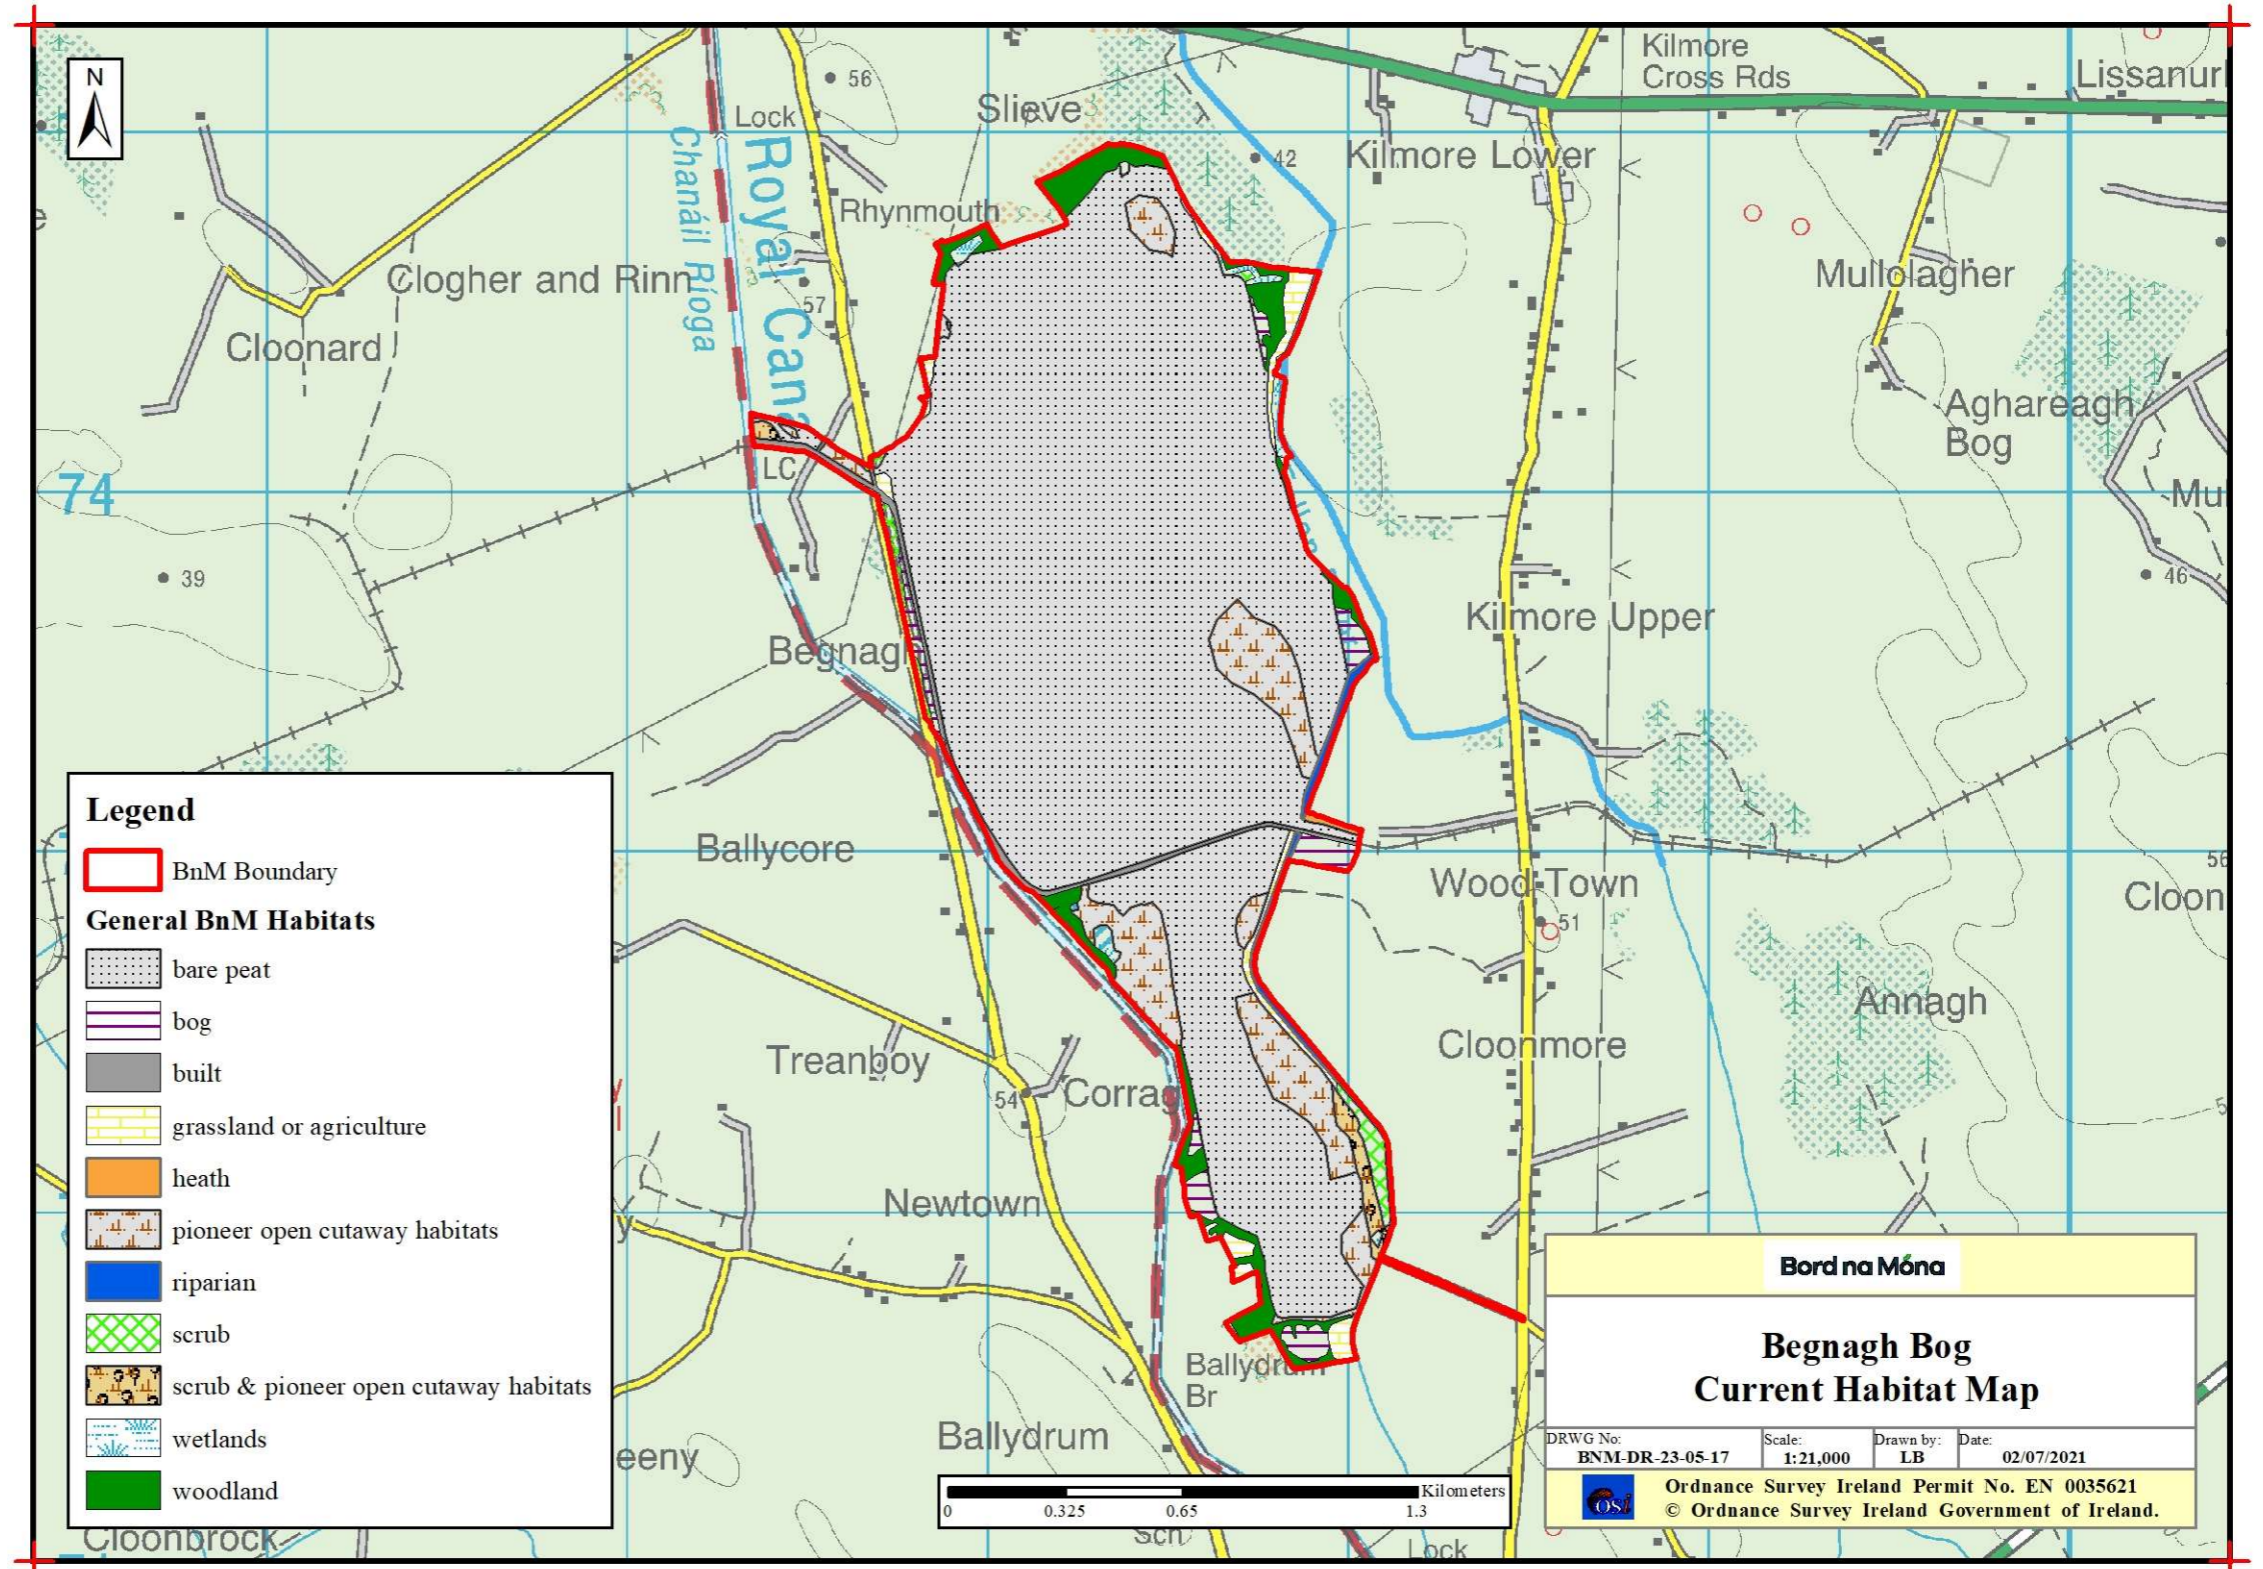 N
56
Lock
Slieve
Kilmore
Cross Rds
42
Kilmore Lower
Royal Cana
Chanáil Ríoga
Rhynmouth
Clogher and Rinn
57
Mullolagher
Cloonard
Aghareagh
Bog
LC
74
Mu
39
46
Begnag
Kilmore Upper
Ballycore
Wood Town
51
Cloon
56
Treanboy
54
Corrag
Cloonmore
Annagh
Newtown
Ballydrum
Br
Ballydrum
eeny
Cloonbrock
Sch
Lock
Legend
BnM Boundary
General BnM Habitats
bare peat
bog
built
grassland or agriculture
heath
pioneer open cutaway habitats
riparian
scrub
scrub & pioneer open cutaway habitats
wetlands
woodland
Kilometers
0 0.325 0.65 1.3
Bord na Móna
Begnagh Bog
Current Habitat Map
DRWG No: Scale: Drawn by: Date:
BNM-DR-23-05-17 1:21,000 LB 02/07/2021
osi
Ordnance Survey Ireland Permit No. EN 0035621
© Ordnance Survey Ireland Government of Ireland.